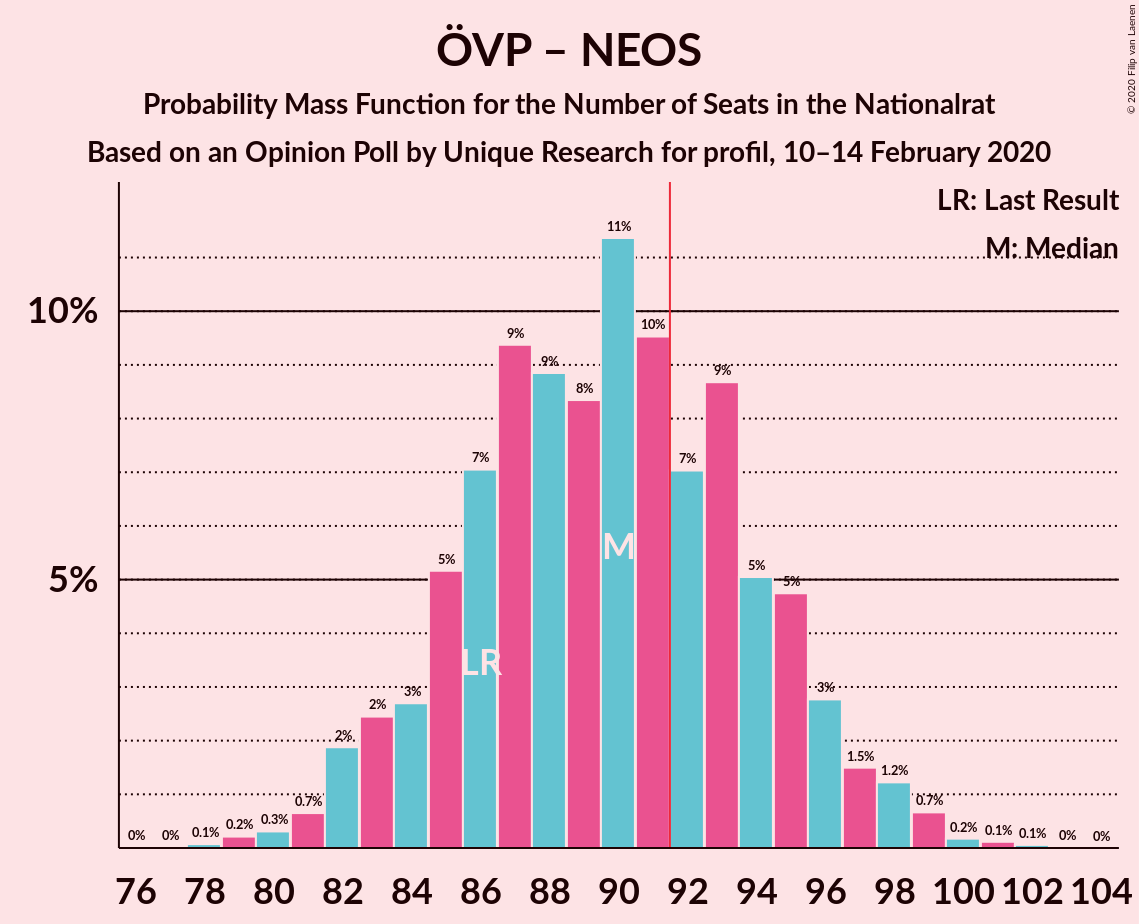 ÖVP – NEOS
Probability Mass Function for the Number of Seats in the Nationalrat
Based on an Opinion Poll by Unique Research for profil, 10–14 February 2020
© 2020 Filip van Laenen
LR: Last Result
M: Median
10%
5%
0% 0% 0.1% 0.2% 0.3% 0.7% 2% 2% 3% 5% 7% 9% 9% 8% 11% 10% 7% 9% 5% 5% 3% 1.5% 1.2% 0.7% 0.2% 0.1% 0.1% 0% 0%
M
LR
76 78 80 82 84 86 88 90 92 94 96 98 100 102 104